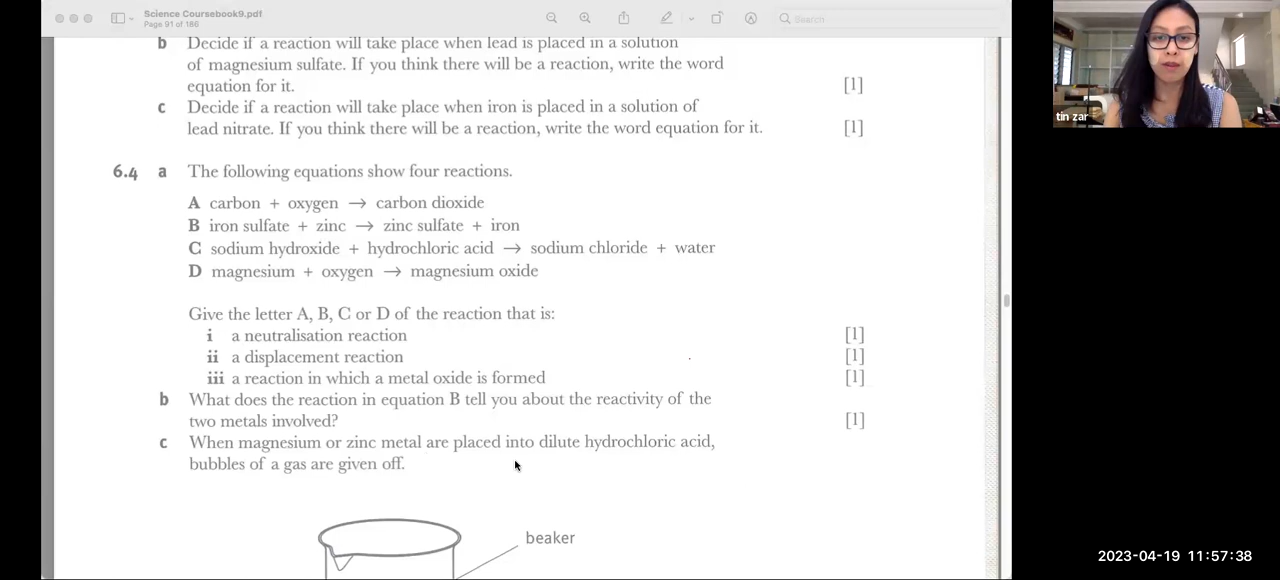 Science Coursebook9.pdf
Page 91 of 186
Search
b Decide if a reaction will take place when lead is placed in a solution
of magnesium sulfate. If you think there will be a reaction, write the word
equation for it. [1]
c Decide if a reaction will take place when iron is placed in a solution of
lead nitrate. If you think there will be a reaction, write the word equation for it. [1]
6.4 a The following equations show four reactions.
A carbon + oxygen → carbon dioxide
B iron sulfate + zinc → zinc sulfate + iron
C sodium hydroxide + hydrochloric acid → sodium chloride + water
D magnesium + oxygen → magnesium oxide
Give the letter A, B, C or D of the reaction that is:
i a neutralisation reaction [1]
ii a displacement reaction [1]
iii a reaction in which a metal oxide is formed [1]
b What does the reaction in equation B tell you about the reactivity of the
two metals involved? [1]
c When magnesium or zinc metal are placed into dilute hydrochloric acid,
bubbles of a gas are given off.
beaker
tin zar
2023-04-19 11:57:38